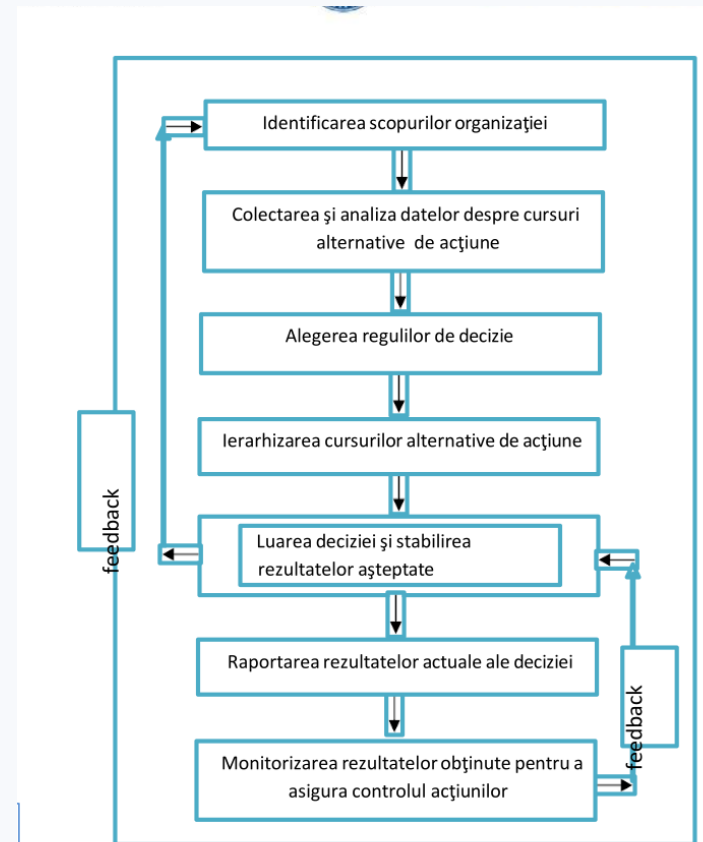 Identificarea scopurilor organizaţiei
Colectarea şi analiza datelor despre cursuri
alternative de acţiune
Alegerea regulilor de decizie
Ierarhizarea cursurilor alternative de acţiune
feedback
Luarea deciziei şi stabilirea
rezultatelor aşteptate
Raportarea rezultatelor actuale ale deciziei
feedback
Monitorizarea rezultatelor obţinute pentru a
asigura controlul acţiunilor